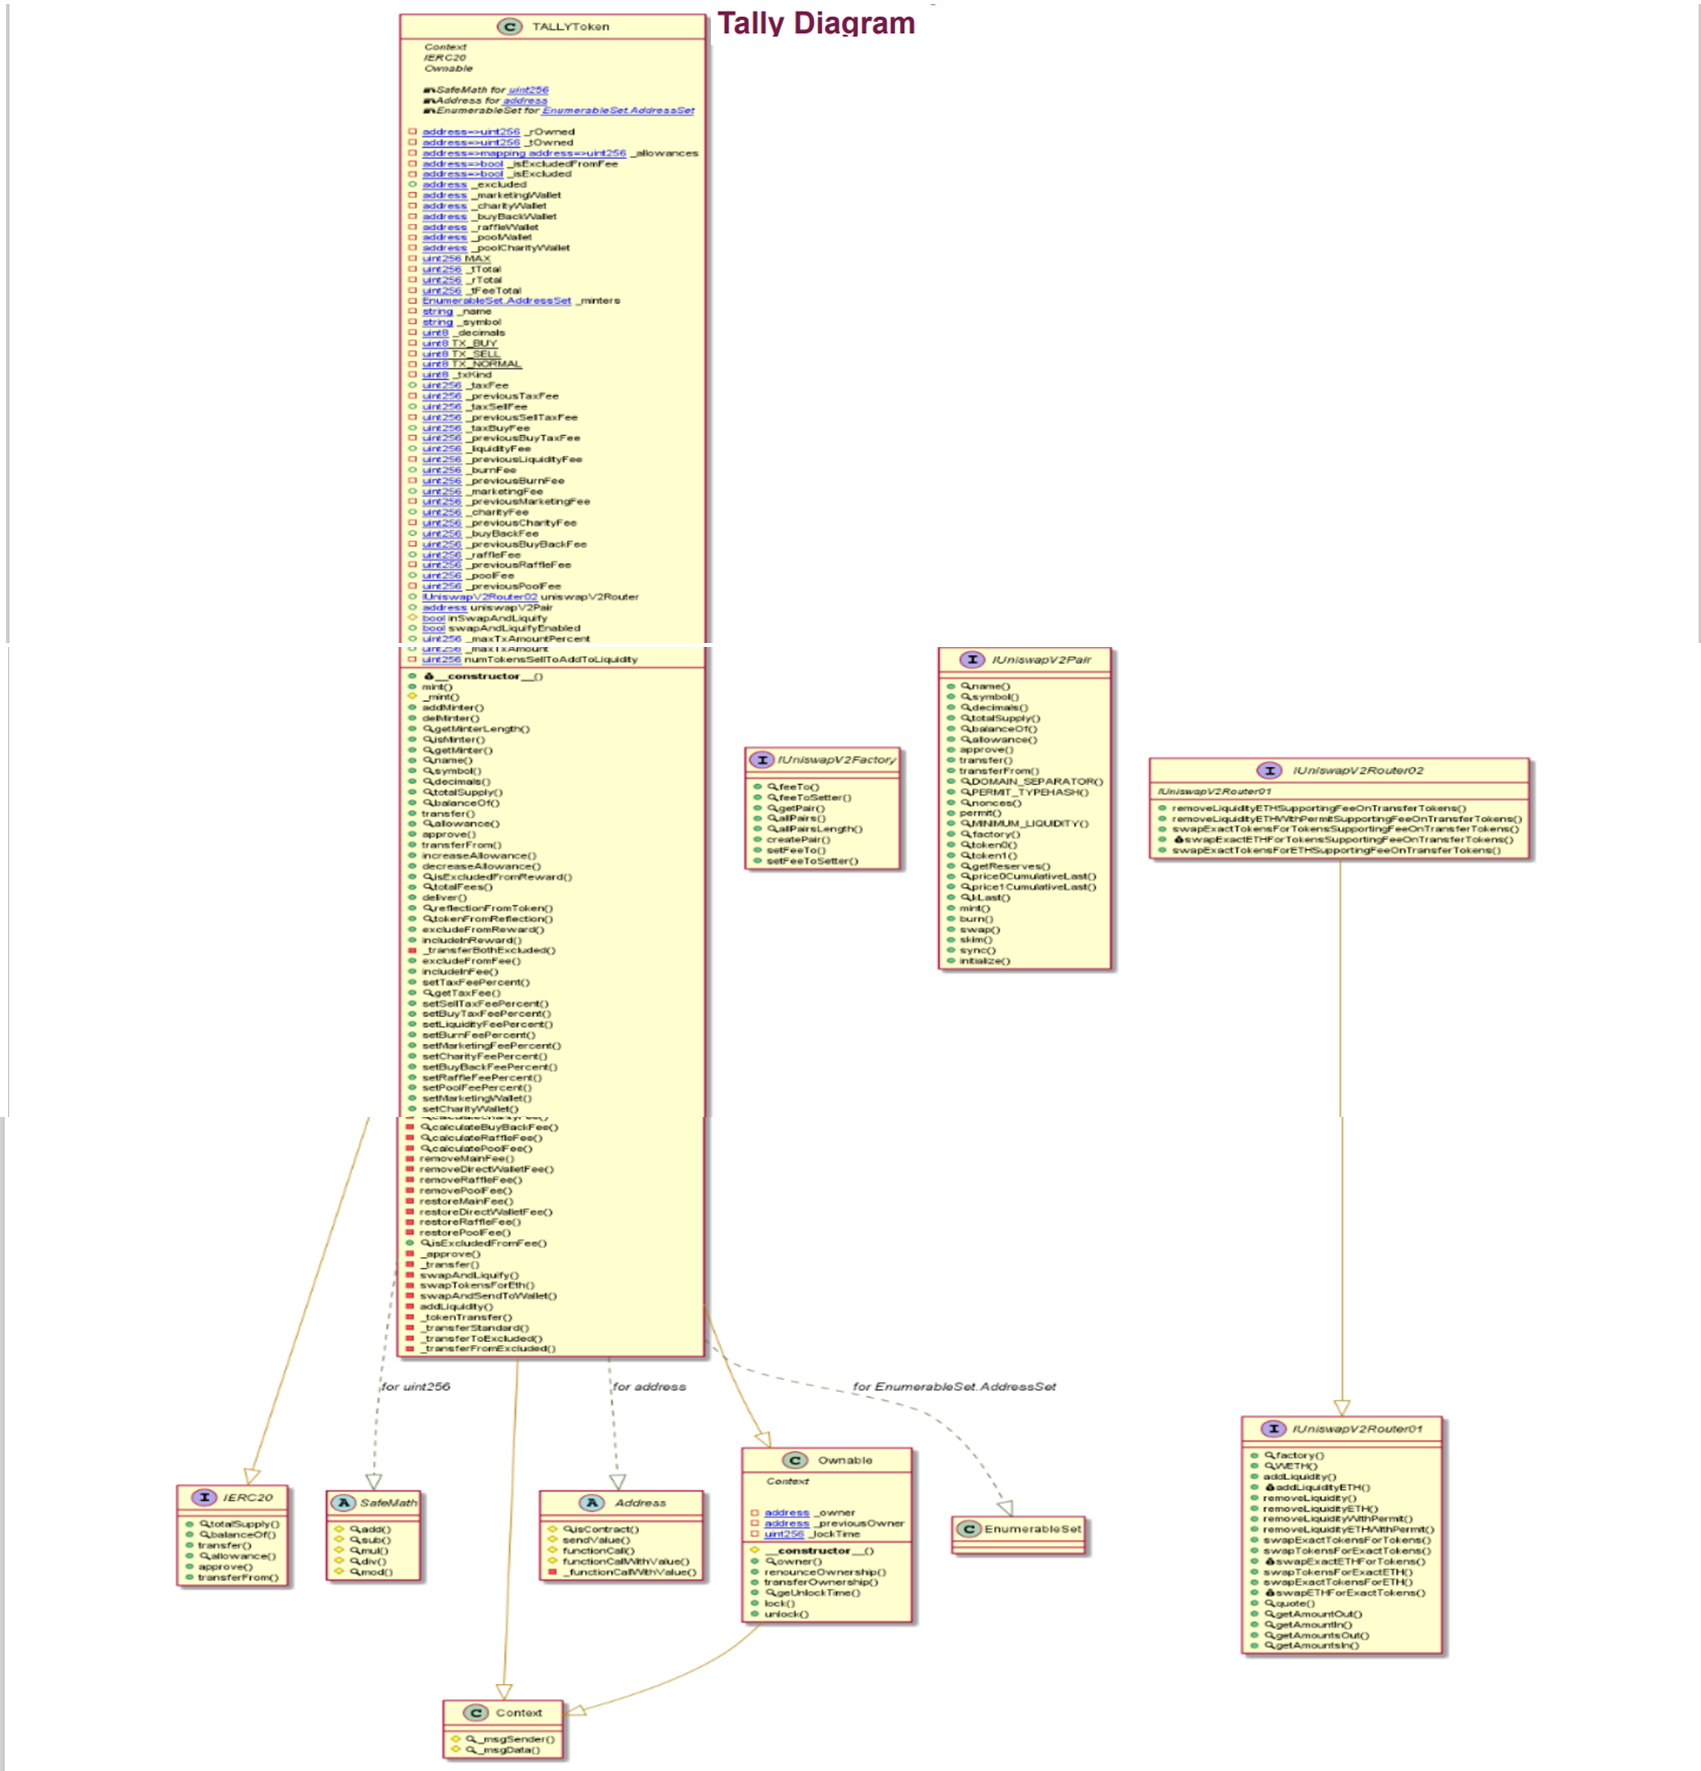 Tally Diagram
C TALLYToken
Context
IERC20
Ownable
SafeMath for uint256
Address for address
EnumerableSet for EnumerableSet.AddressSet
address=>uint256 _rOwned
address=>uint256 _tOwned
address=>mapping address=>uint256 _allowances
address=>bool _isExcludedFromFee
address=>bool _isExcluded
address _excluded
address _marketingWallet
address _charityWallet
address _buyBackWallet
address _raffleWallet
address _poolWallet
address _poolCharityWallet
uint256 MAX
uint256 _tTotal
uint256 _rTotal
uint256 _tFeeTotal
EnumerableSet.AddressSet _minters
string _name
string _symbol
uint8 _decimals
uint8 TX_BUY
uint8 TX_SELL
uint8 TX_NORMAL
uint8 _txKind
uint256 _taxFee
uint256 _previousTaxFee
uint256 _taxSellFee
uint256 _previousSellTaxFee
uint256 _taxBuyFee
uint256 _previousBuyTaxFee
uint256 _liquidityFee
uint256 _previousLiquidityFee
uint256 _burnFee
uint256 _previousBurnFee
uint256 _marketingFee
uint256 _previousMarketingFee
uint256 _charityFee
uint256 _previousCharityFee
uint256 _buyBackFee
uint256 _previousBuyBackFee
uint256 _raffleFee
uint256 _previousRaffleFee
uint256 _poolFee
uint256 _previousPoolFee
IUniswapV2Router02 uniswapV2Router
address uniswapV2Pair
bool inSwapAndLiquify
bool swapAndLiquifyEnabled
uint256 _maxTxAmountPercent
uint256 _maxTxAmount
uint256 numTokensSellToAddToLiquidity
__constructor__()
mint()
_mint()
addMinter()
delMinter()
getMinterLength()
isMinter()
getMinter()
name()
symbol()
decimals()
totalSupply()
balanceOf()
transfer()
allowance()
approve()
transferFrom()
increaseAllowance()
decreaseAllowance()
isExcludedFromReward()
totalFees()
deliver()
reflectionFromToken()
tokenFromReflection()
excludeFromReward()
includeInReward()
_transferBothExcluded()
excludeFromFee()
includeInFee()
setTaxFeePercent()
getTaxFee()
setSellTaxFeePercent()
setBuyTaxFeePercent()
setLiquidityFeePercent()
setBurnFeePercent()
setMarketingFeePercent()
setCharityFeePercent()
setBuyBackFeePercent()
setRaffleFeePercent()
setPoolFeePercent()
setMarketingWallet()
setCharityWallet()
calculateCharityFee()
calculateBuyBackFee()
calculateRaffleFee()
calculatePoolFee()
removeMainFee()
removeDirectWalletFee()
removeRaffleFee()
removePoolFee()
restoreMainFee()
restoreDirectWalletFee()
restoreRaffleFee()
restorePoolFee()
isExcludedFromFee()
_approve()
_transfer()
swapAndLiquify()
swapTokensForEth()
swapAndSendToWallet()
addLiquidity()
_tokenTransfer()
_transferStandard()
_transferToExcluded()
_transferFromExcluded()
I IUniswapV2Factory
feeTo()
feeToSetter()
getPair()
allPairs()
allPairsLength()
createPair()
setFeeTo()
setFeeToSetter()
I IUniswapV2Pair
name()
symbol()
decimals()
totalSupply()
balanceOf()
allowance()
approve()
transfer()
transferFrom()
DOMAIN_SEPARATOR()
PERMIT_TYPEHASH()
nonces()
permit()
MINIMUM_LIQUIDITY()
factory()
token0()
token1()
getReserves()
price0CumulativeLast()
price1CumulativeLast()
kLast()
mint()
burn()
swap()
skim()
sync()
initialize()
I IUniswapV2Router02
IUniswapV2Router01
removeLiquidityETHSupportingFeeOnTransferTokens()
removeLiquidityETHWithPermitSupportingFeeOnTransferTokens()
swapExactTokensForTokensSupportingFeeOnTransferTokens()
swapExactETHForTokensSupportingFeeOnTransferTokens()
swapExactTokensForETHSupportingFeeOnTransferTokens()
for uint256
for address
for EnumerableSet.AddressSet
I IERC20
totalSupply()
balanceOf()
transfer()
allowance()
approve()
transferFrom()
A SafeMath
add()
sub()
mul()
div()
mod()
A Address
isContract()
sendValue()
functionCall()
functionCallWithValue()
_functionCallWithValue()
C Ownable
Context
address _owner
address _previousOwner
uint256 _lockTime
__constructor__()
owner()
renounceOwnership()
transferOwnership()
geUnlockTime()
lock()
unlock()
C EnumerableSet
I IUniswapV2Router01
factory()
WETH()
addLiquidity()
addLiquidityETH()
removeLiquidity()
removeLiquidityETH()
removeLiquidityWithPermit()
removeLiquidityETHWithPermit()
swapExactTokensForTokens()
swapTokensForExactTokens()
swapExactETHForTokens()
swapTokensForExactETH()
swapExactTokensForETH()
swapETHForExactTokens()
quote()
getAmountOut()
getAmountIn()
getAmountsOut()
getAmountsIn()
C Context
_msgSender()
_msgData()